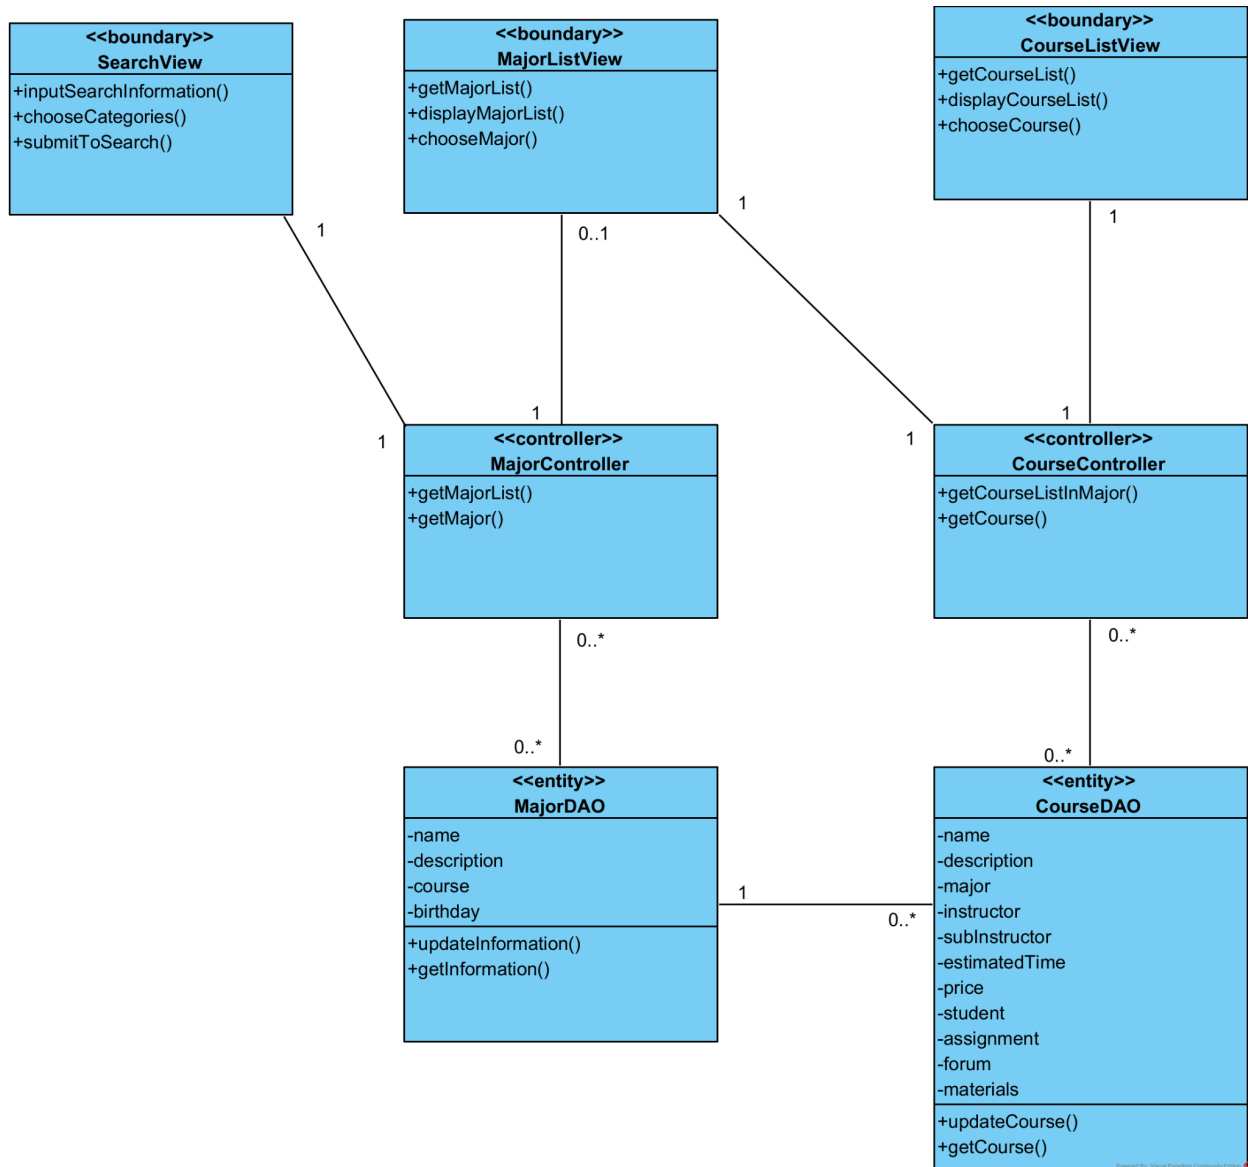 <<boundary>>
SearchView
+inputSearchInformation()
+chooseCategories()
+submitToSearch()
<<boundary>>
MajorListView
+getMajorList()
+displayMajorList()
+chooseMajor()
<<boundary>>
CourseListView
+getCourseList()
+displayCourseList()
+chooseCourse()
1
0..1
1
1
1
1
1
1
<<controller>>
MajorController
+getMajorList()
+getMajor()
<<controller>>
CourseController
+getCourseListInMajor()
+getCourse()
0..*
0..*
0..*
0..*
<<entity>>
MajorDAO
-name
-description
-course
-birthday
+updateInformation()
+getInformation()
1
0..*
<<entity>>
CourseDAO
-name
-description
-major
-instructor
-subInstructor
-estimatedTime
-price
-student
-assignment
-forum
-materials
+updateCourse()
+getCourse()